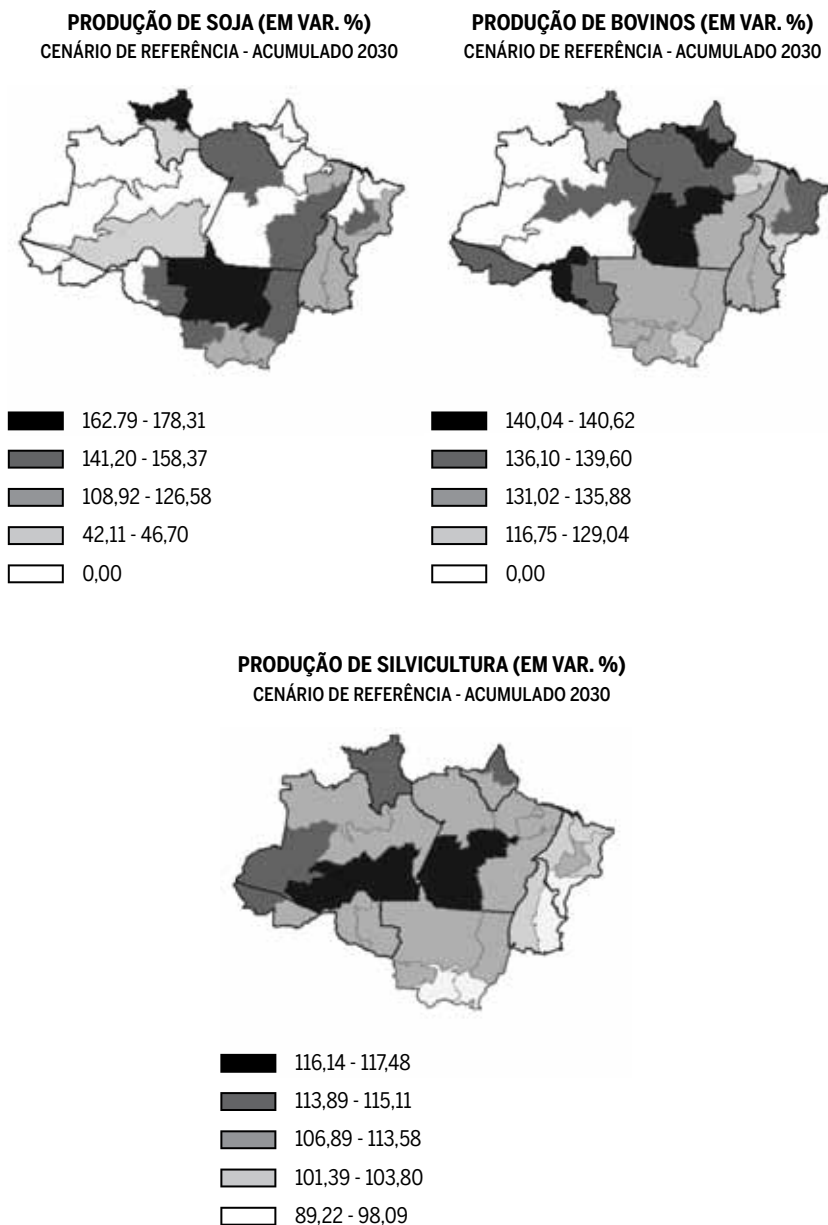 PRODUÇÃO DE SOJA (EM VAR. %)
CENÁRIO DE REFERÊNCIA - ACUMULADO 2030
162.79 - 178,31
141,20 - 158,37
108,92 - 126,58
42,11 - 46,70
0,00
PRODUÇÃO DE BOVINOS (EM VAR. %)
CENÁRIO DE REFERÊNCIA - ACUMULADO 2030
140,04 - 140,62
136,10 - 139,60
131,02 - 135,88
116,75 - 129,04
0,00
PRODUÇÃO DE SILVICULTURA (EM VAR. %)
CENÁRIO DE REFERÊNCIA - ACUMULADO 2030
116,14 - 117,48
113,89 - 115,11
106,89 - 113,58
101,39 - 103,80
89,22 - 98,09